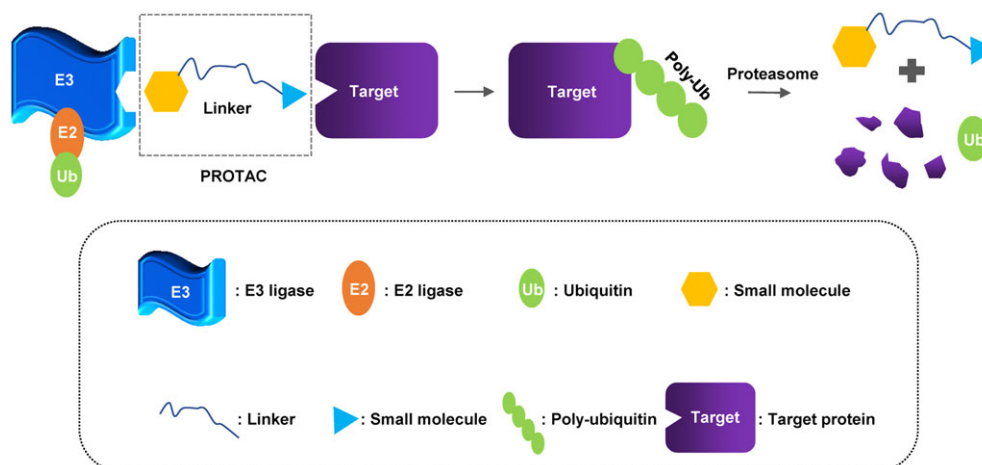 E3
E2
Ub
Linker
PROTAC
Target
Target
Poly-Ub
Proteasome
Ub
E3 : E3 ligase
E2 : E2 ligase
Ub : Ubiquitin
: Small molecule
: Linker
: Small molecule
: Poly-ubiquitin
Target : Target protein